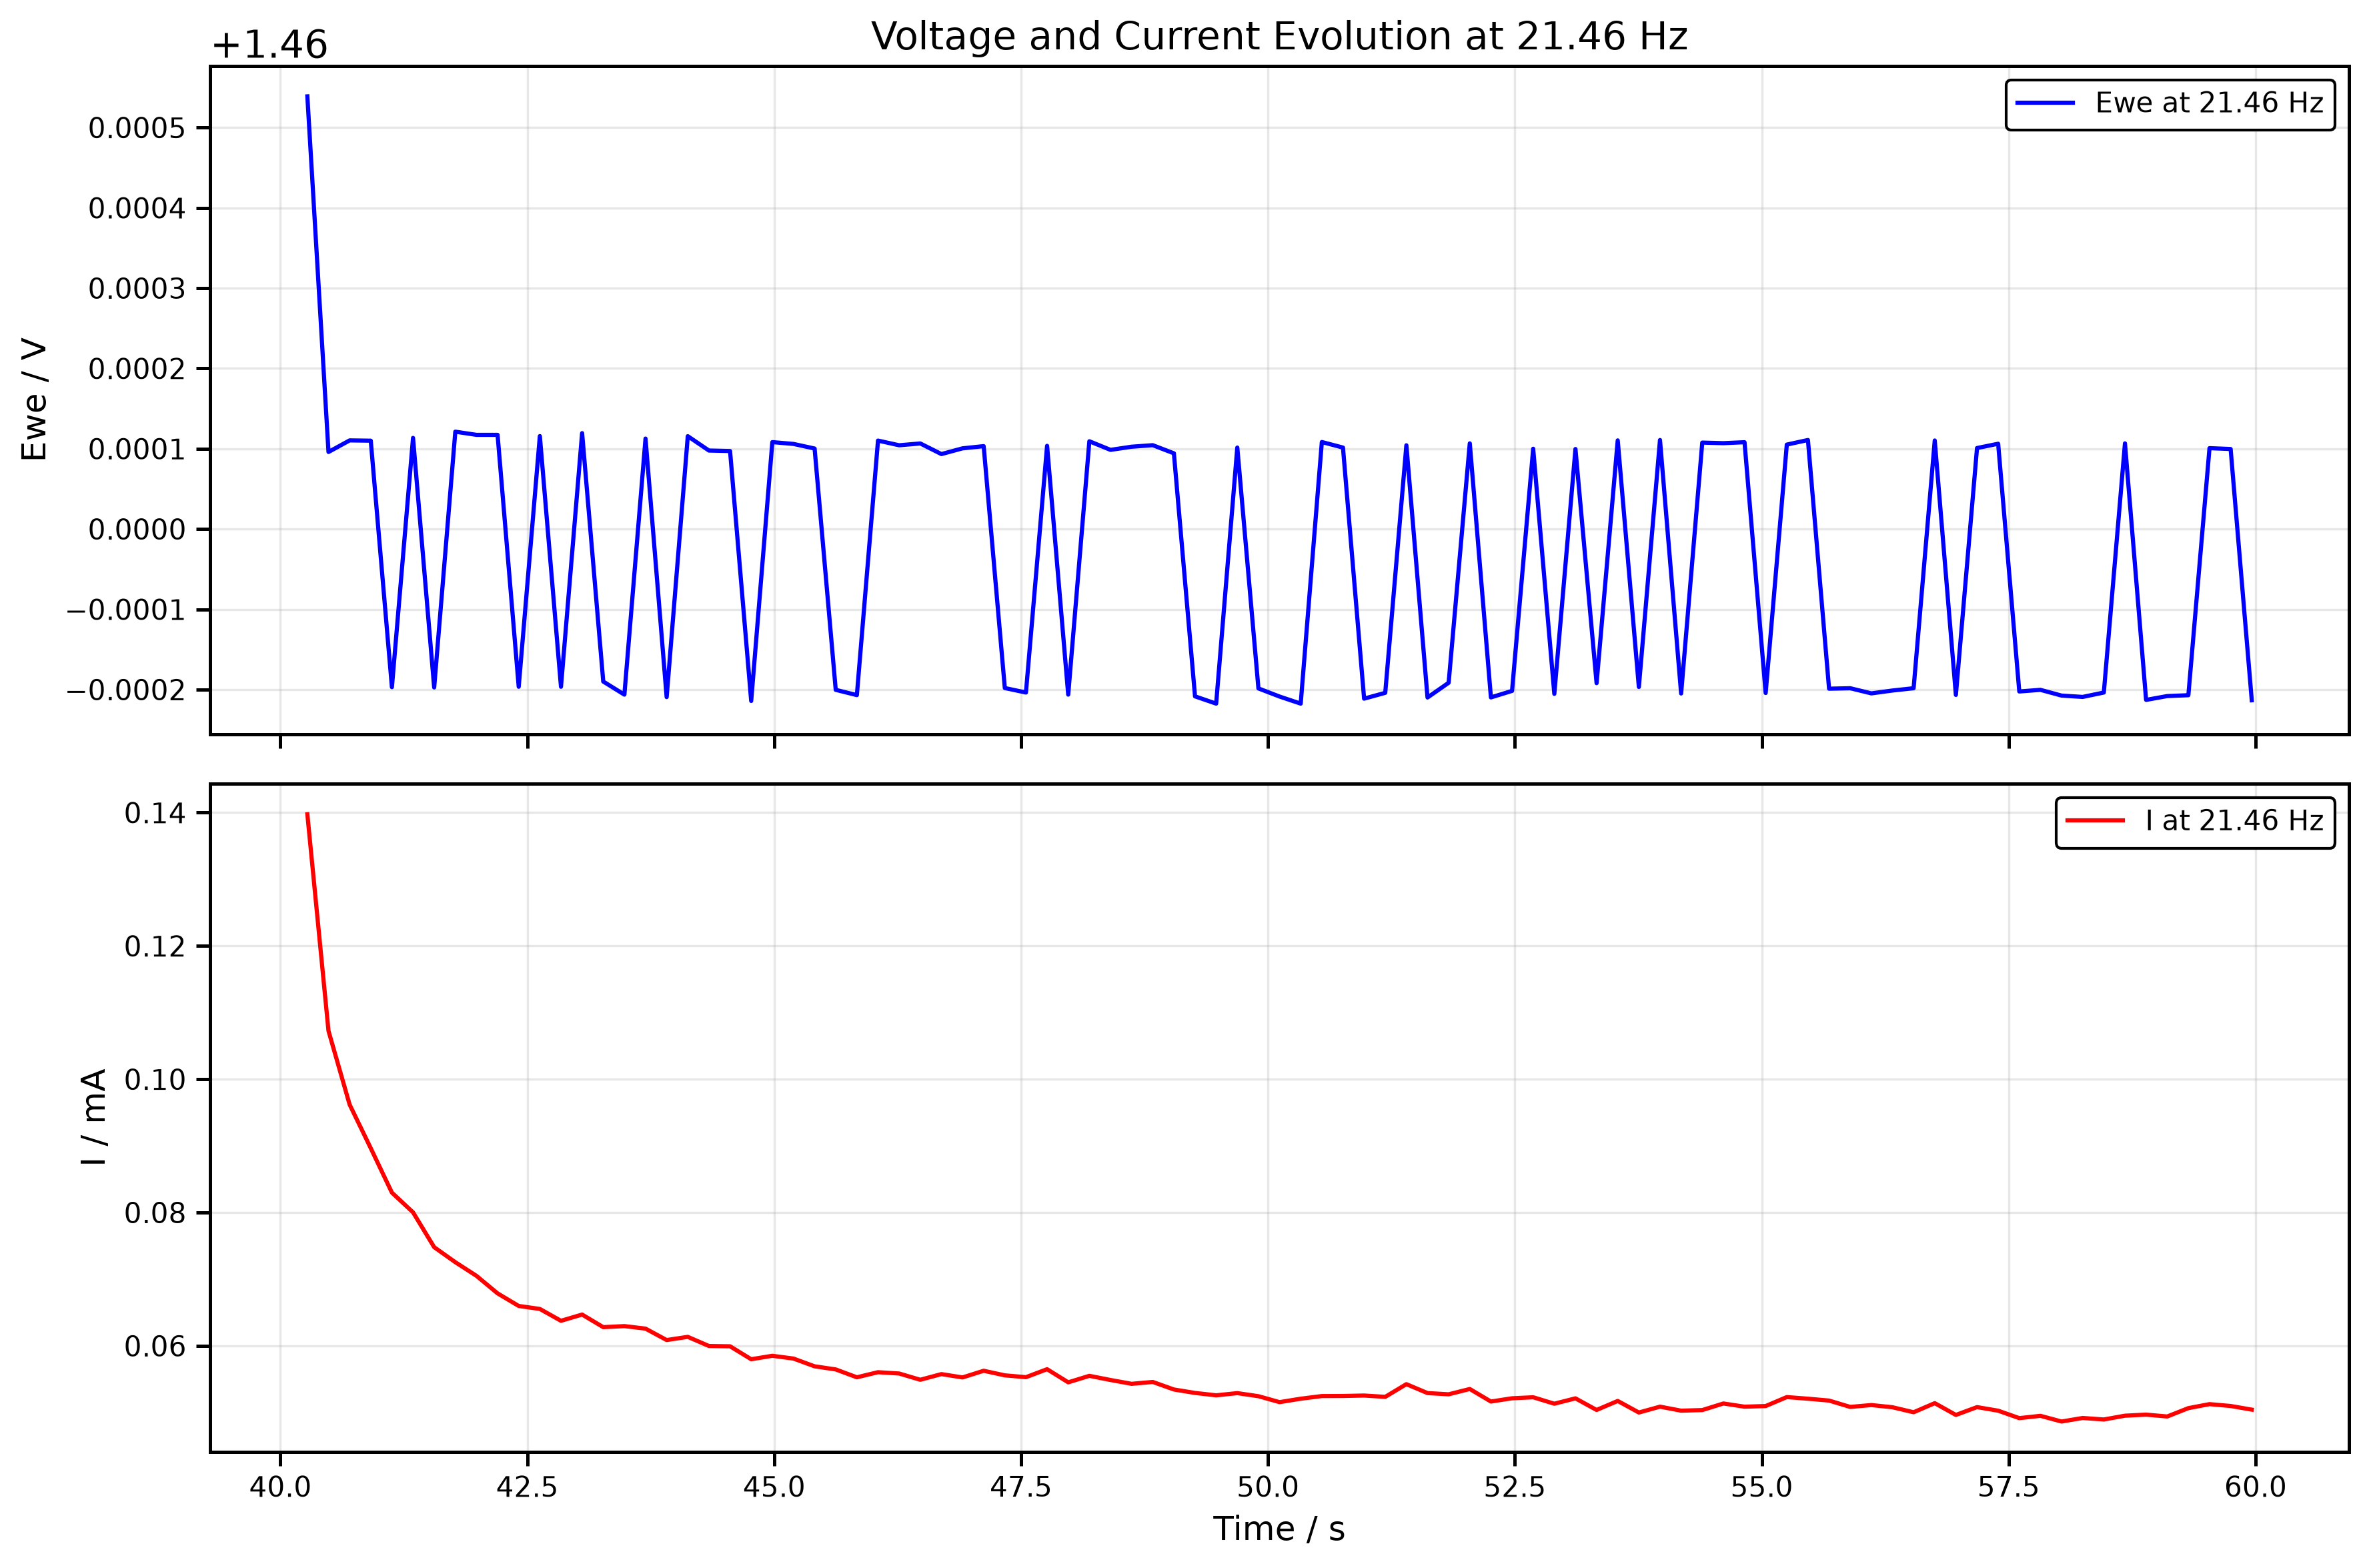 Voltage and Current Evolution at 21.46 Hz
+1.46
Ewe at 21.46 Hz
Ewe / V
0.0005
0.0004
0.0003
0.0002
0.0001
0.0000
−0.0001
−0.0002
I at 21.46 Hz
I / mA
0.14
0.12
0.10
0.08
0.06
40.0 42.5 45.0 47.5 50.0 52.5 55.0 57.5 60.0
Time / s